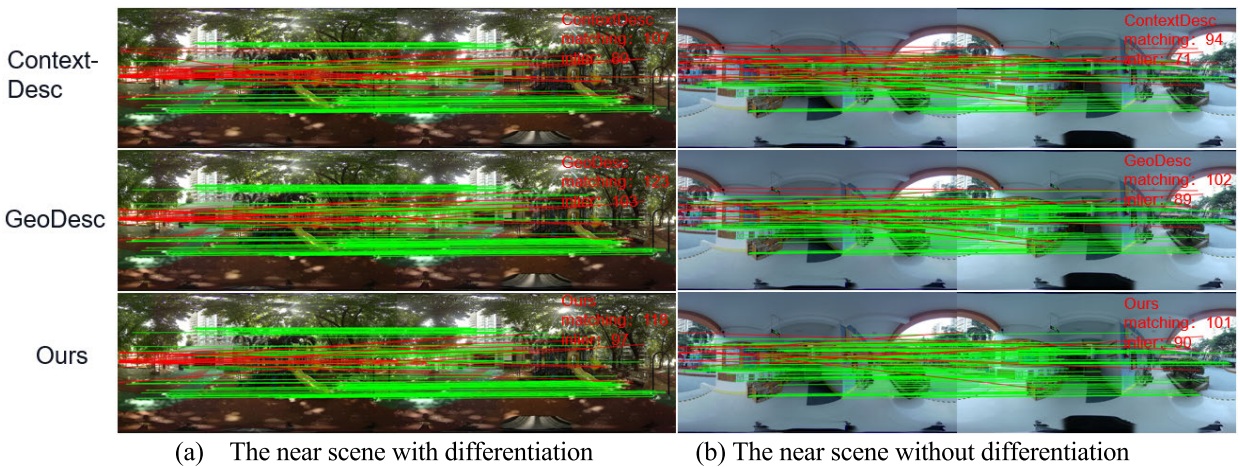 Context-
Desc
ContextDesc
matching: 107
inlier:
ContextDesc
matching: 94
inlier: 71
GeoDesc
GeoDesc
matching: 123
inlier: 103
GeoDesc
matching: 102
inlier: 89
Ours
Ours
matching:
inlier: 97
Ours
matching: 101
inlier: 90
(a) The near scene with differentiation
(b) The near scene without differentiation